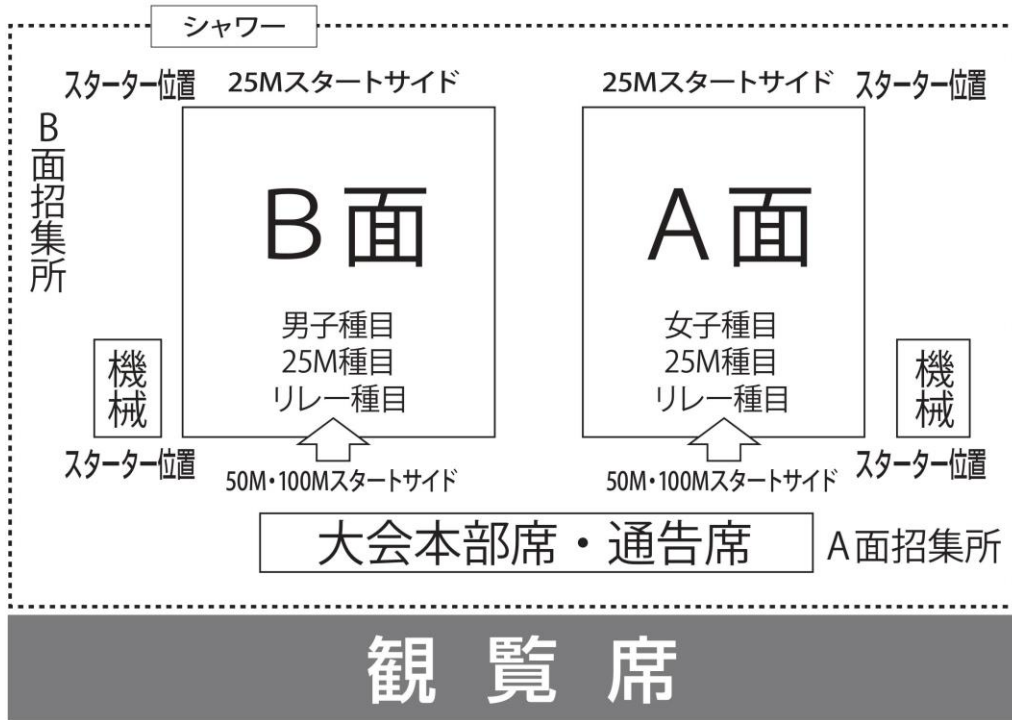 シャワー
スターター位置
25Mスタートサイド
25Mスタートサイド
スターター位置
B面招集所
B面
A面
男子種目
25M種目
リレー種目
女子種目
25M種目
リレー種目
機械
機械
スターター位置
50M・100Mスタートサイド
50M・100Mスタートサイド
スターター位置
大会本部席・通告席
A面招集所
観覧席